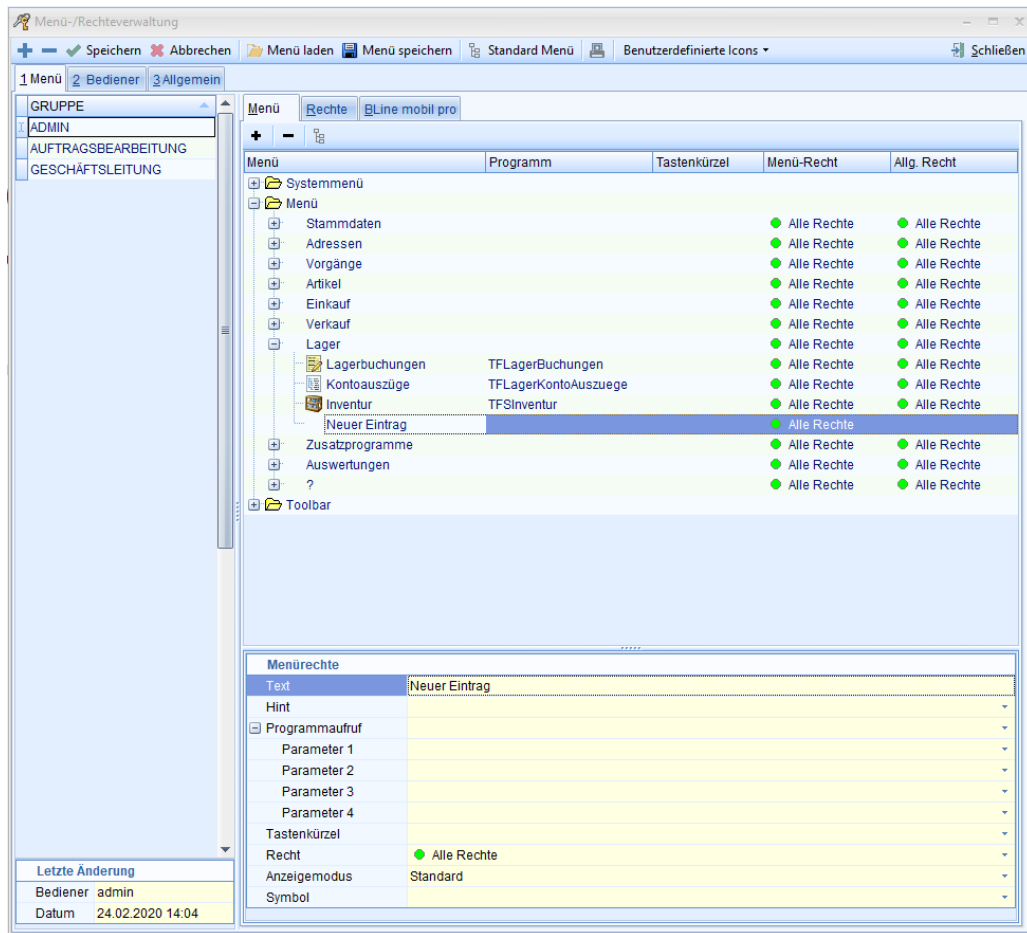 Menü-/Rechteverwaltung
Speichern Abbrechen Menü laden Menü speichern Standard Menü Benutzerdefinierte Icons Schließen
1 Menü 2 Bediener 3 Allgemein
GRUPPE
ADMIN
AUFTRAGSBEARBEITUNG
GESCHÄFTSLEITUNG
Menü Rechte BLine mobil pro
Menü Programm Tastenkürzel Menü-Recht Allg. Recht
Systemmenü
Menü
Stammdaten Alle Rechte Alle Rechte
Adressen Alle Rechte Alle Rechte
Vorgänge Alle Rechte Alle Rechte
Artikel Alle Rechte Alle Rechte
Einkauf Alle Rechte Alle Rechte
Verkauf Alle Rechte Alle Rechte
Lager Alle Rechte Alle Rechte
Lagerbuchungen TFLagerBuchungen Alle Rechte Alle Rechte
Kontoauszüge TFLagerKontoAuszuege Alle Rechte Alle Rechte
Inventur TFSInventur Alle Rechte Alle Rechte
Neuer Eintrag Alle Rechte
Zusatzprogramme Alle Rechte Alle Rechte
Auswertungen Alle Rechte Alle Rechte
? Alle Rechte Alle Rechte
Toolbar
Menürechte
Text Neuer Eintrag
Hint
Programmaufruf
Parameter 1
Parameter 2
Parameter 3
Parameter 4
Tastenkürzel
Recht Alle Rechte
Anzeigemodus Standard
Symbol
Letzte Änderung
Bediener admin
Datum 24.02.2020 14:04